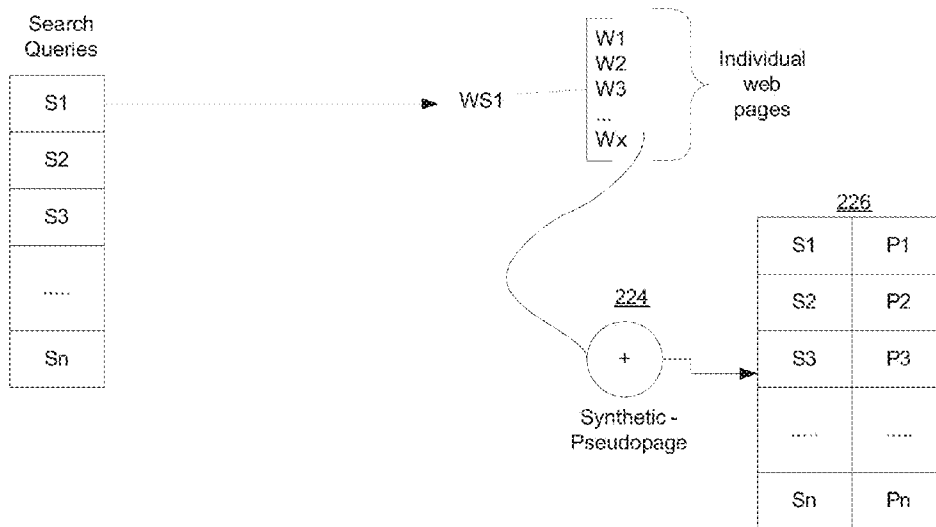 Search
Queries
S1
S2
S3
.....
Sn
WS1
W1
W2
W3
...
Wx
Individual
web
pages
224
+
Synthetic -
Pseudopage
226
S1 P1
S2 P2
S3 P3
..... .....
Sn Pn